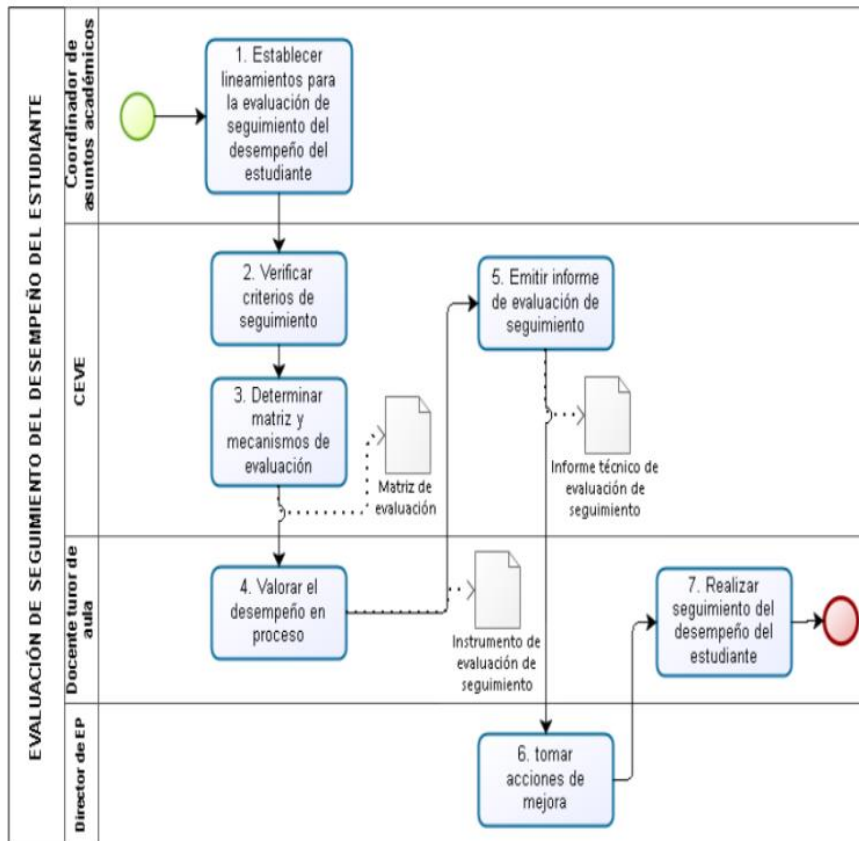 EVALUACIÓN DE SEGUIMIENTO DEL DESEMPEÑO DEL ESTUDIANTE
Coordinador de
asuntos académicos
1. Establecer
lineamientos para
la evaluación de
seguimiento del
desempeño del
estudiante
CEVE
2. Verificar
criterios de
seguimiento
3. Determinar
matriz y
mecanismos de
evaluación
Matriz de
evaluación
5. Emitir informe
de evaluación de
seguimiento
Informe técnico de
evaluación de
seguimiento
Docente turor de
aula
4. Valorar el
desempeño en
proceso
Instrumento de
evaluación de
seguimiento
7. Realizar
seguimiento del
desempeño del
estudiante
Director de EP
6. tomar
acciones de
mejora